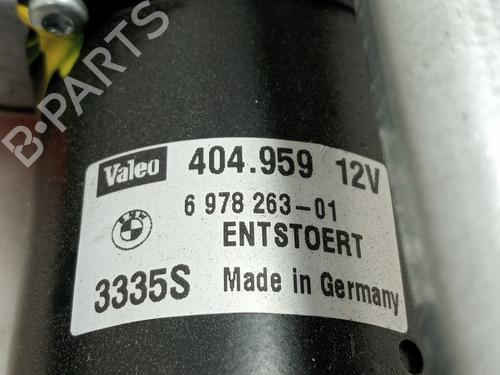 B-PARTS
Valeo 404.959 12V
BMW 6 978 263-01
ENTSTOERT
3335S Made in Germany